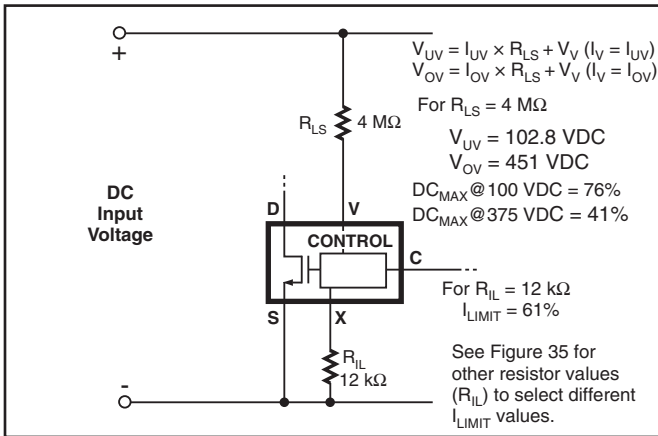 +
V_UV = I_UV × R_LS + V_V (I_V = I_UV)
V_OV = I_OV × R_LS + V_V (I_V = I_OV)
For R_LS = 4 MΩ
R_LS 4 MΩ
V_UV = 102.8 VDC
V_OV = 451 VDC
DC_MAX @100 VDC = 76%
DC_MAX @375 VDC = 41%
DC
Input
Voltage
D V
CONTROL
C
For R_IL = 12 kΩ
I_LIMIT = 61%
S X
R_IL
12 kΩ
See Figure 35 for
other resistor values
(R_IL) to select different
I_LIMIT values.
-